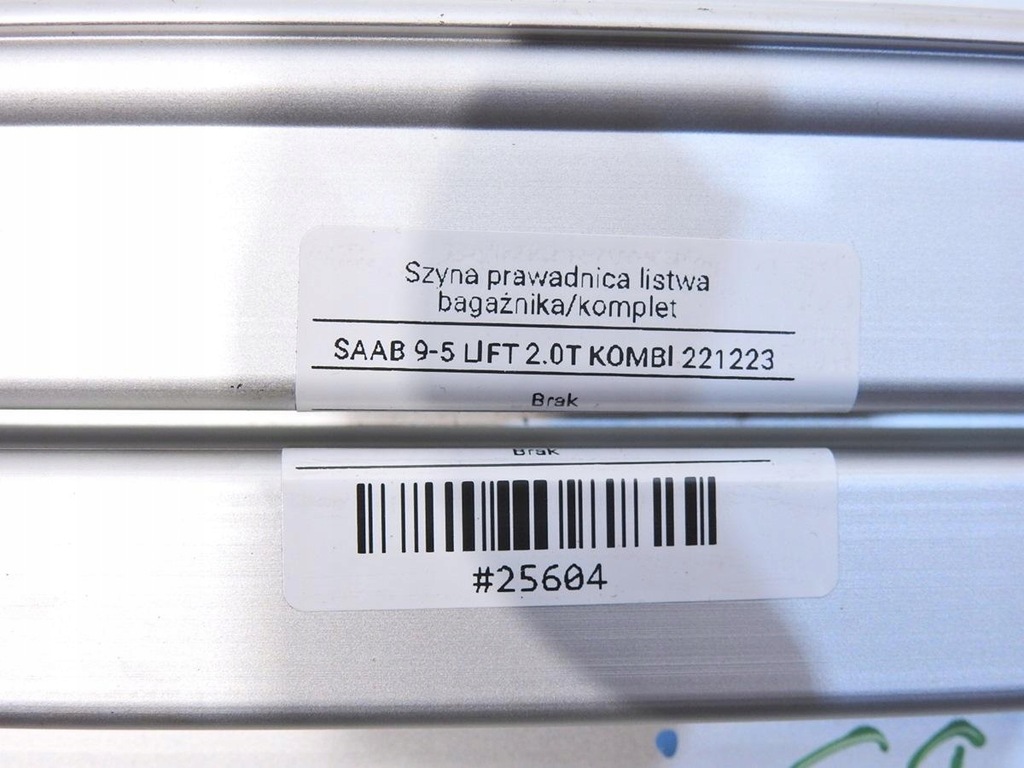 Szyna prawadnica listwa
bagażnika/komplet
SAAB 9-5 LIFT 2.0T KOMBI 221223
Brak
Brak
#25604